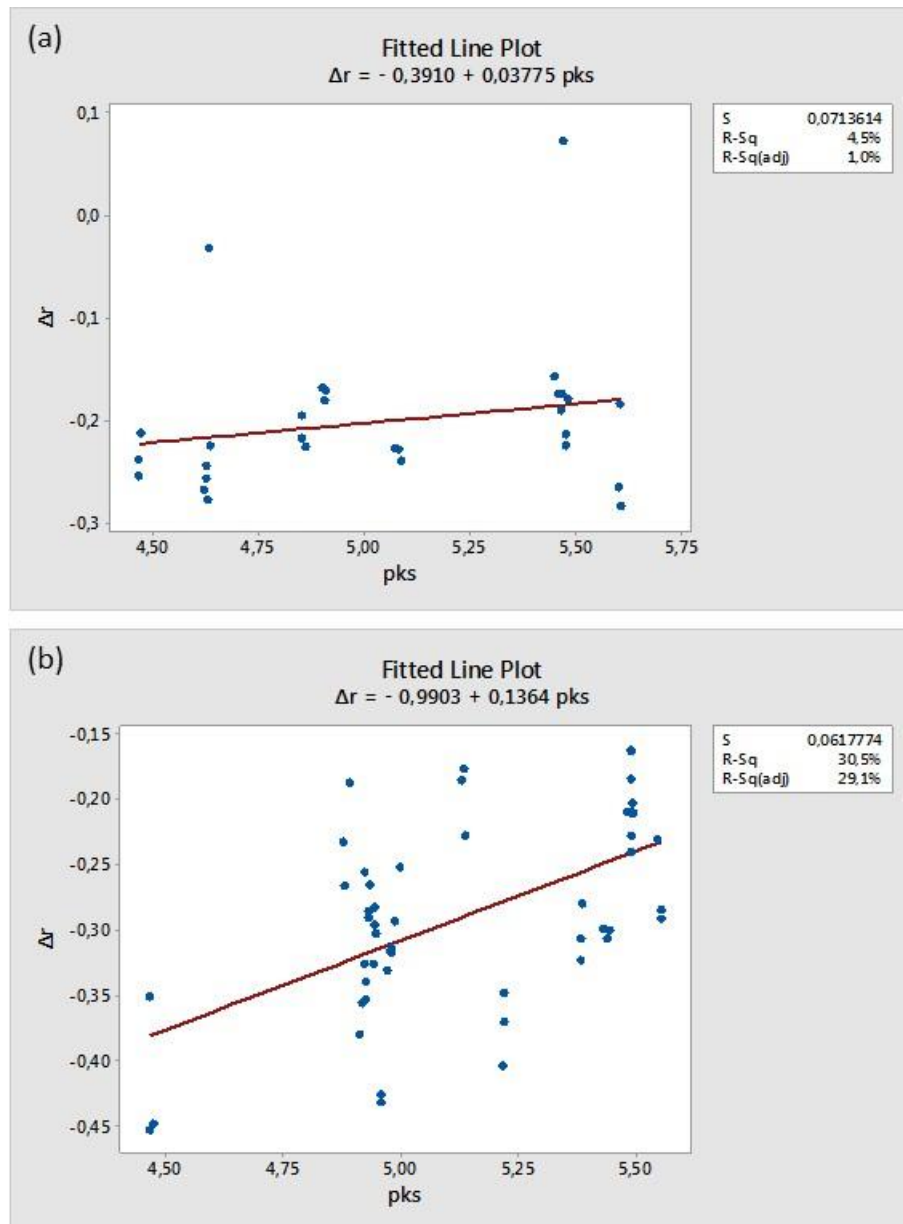 (a)
Fitted Line Plot
Δr = - 0,3910 + 0,03775 pks
S 0,0713614
R-Sq 4,5%
R-Sq(adj) 1,0%
0,1
0,0
-0,1
-0,2
-0,3
Δr
4,50 4,75 5,00 5,25 5,50 5,75
pks
(b)
Fitted Line Plot
Δr = - 0,9903 + 0,1364 pks
S 0,0617774
R-Sq 30,5%
R-Sq(adj) 29,1%
-0,15
-0,20
-0,25
-0,30
-0,35
-0,40
-0,45
Δr
4,50 4,75 5,00 5,25 5,50
pks